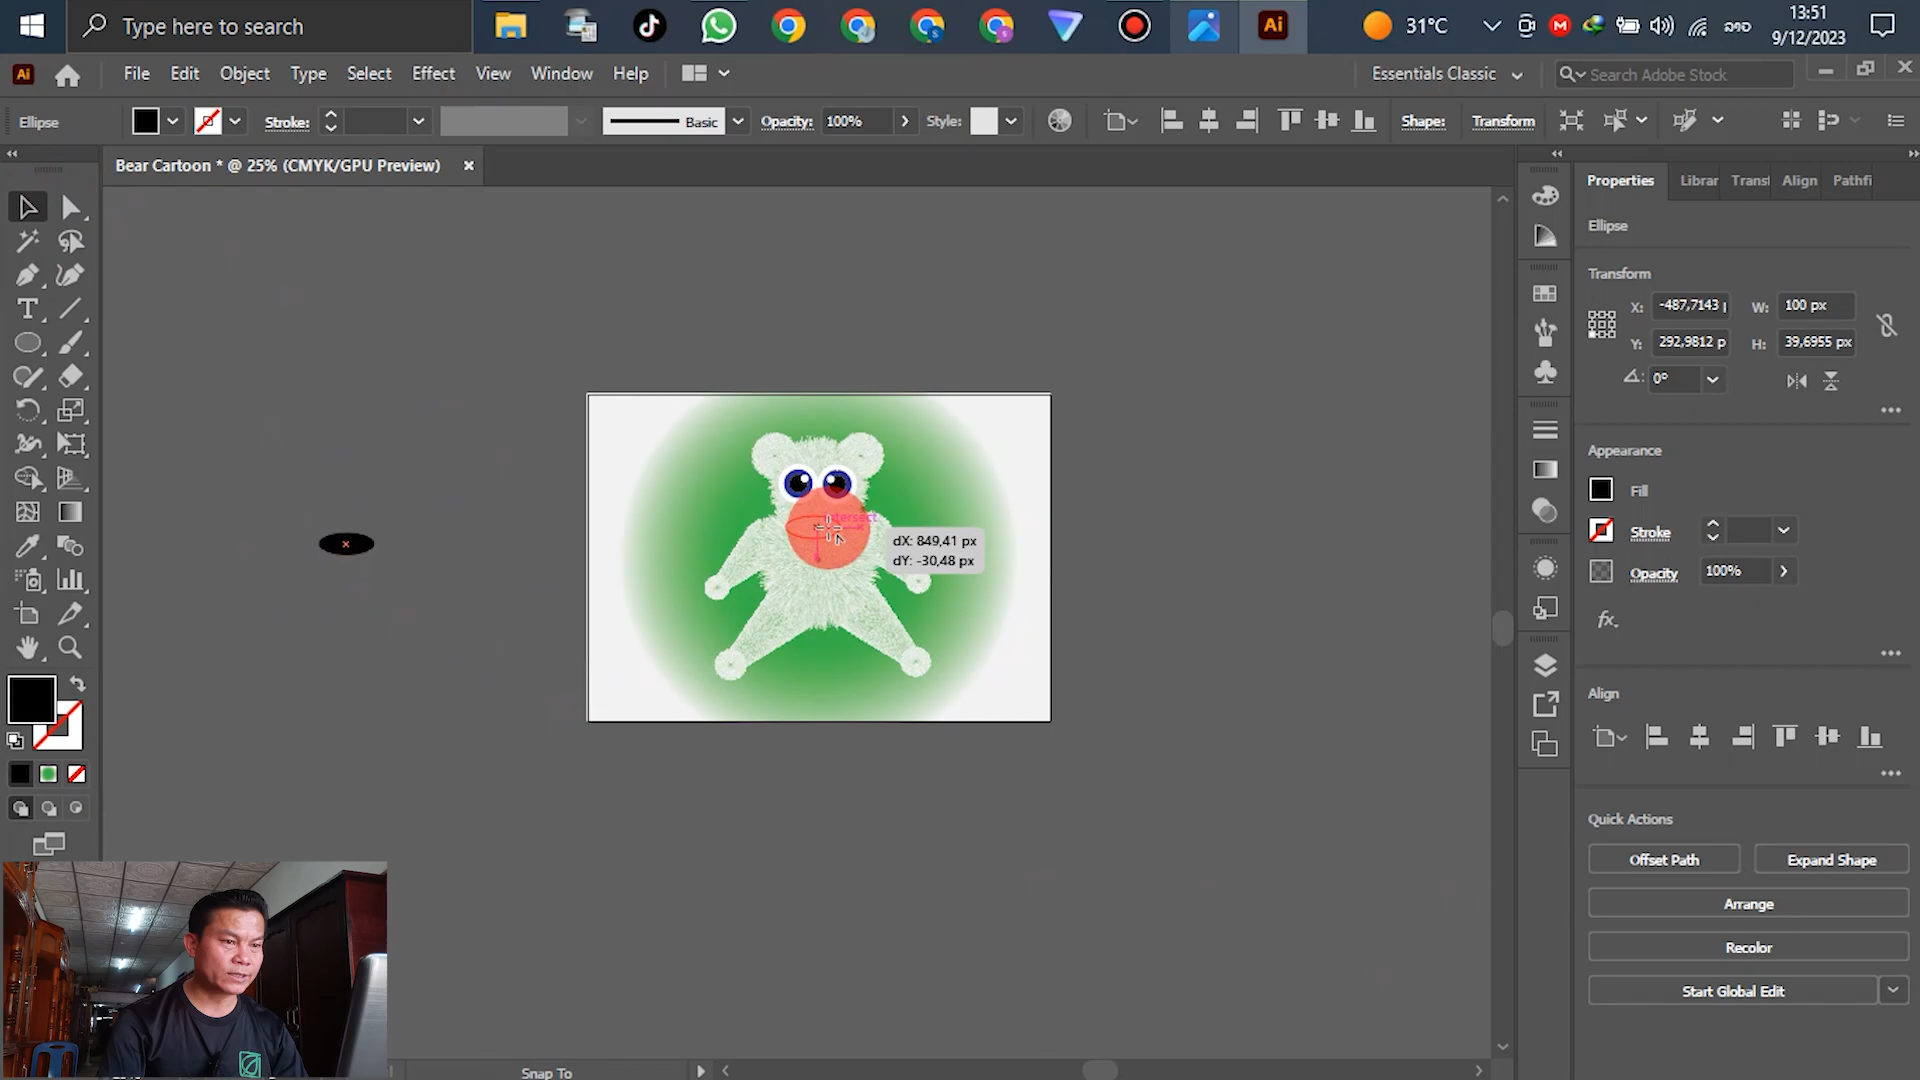 Type here to search
31°C
ລາວ
13:51
9/12/2023
Ai
File Edit Object Type Select Effect View Window Help
Essentials Classic
Search Adobe Stock
Ellipse
Stroke:
Basic
Opacity: 100%
Style:
Shape:
Transform
Bear Cartoon * @ 25% (CMYK/GPU Preview)
Properties Librar Transf Align Pathfi
Ellipse
Transform
X: -487,7143 p W: 100 px
Y: 292,9812 p H: 39,6955 px
0°
Appearance
Fill
Stroke
Opacity 100%
fx.
Align
Quick Actions
Offset Path Expand Shape
Arrange
Recolor
Start Global Edit
intersect
dX: 849,41 px
dY: -30,48 px
Snap To